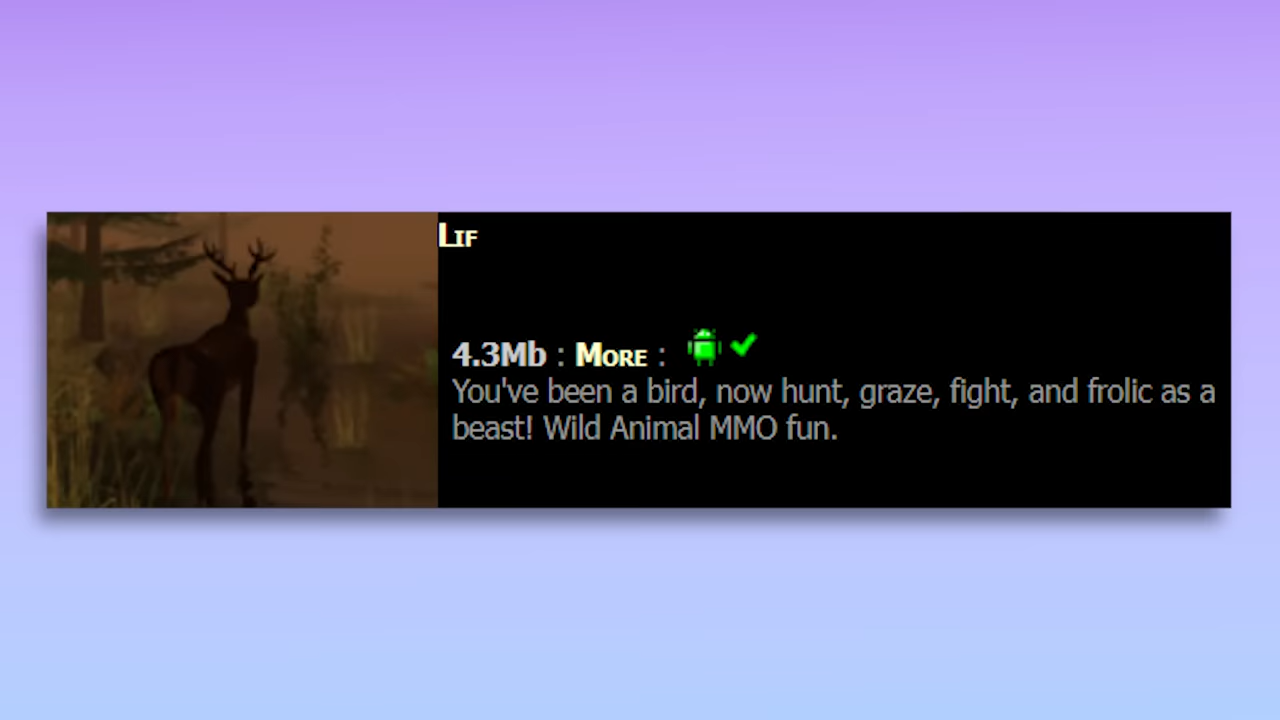 Lif
4.3Mb : More :
You've been a bird, now hunt, graze, fight, and frolic as a
beast! Wild Animal MMO fun.